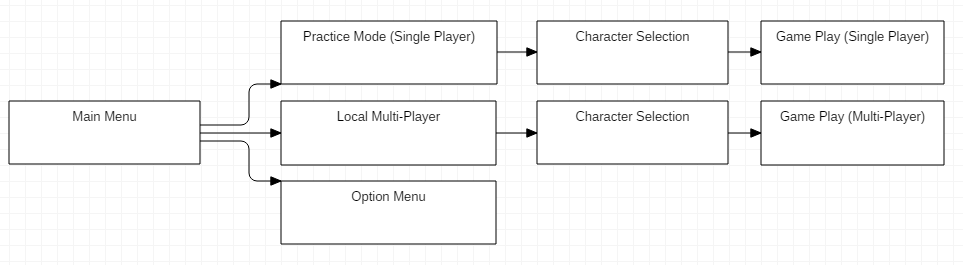 Practice Mode (Single Player)
Character Selection
Game Play (Single Player)
Main Menu
Local Multi-Player
Character Selection
Game Play (Multi-Player)
Option Menu